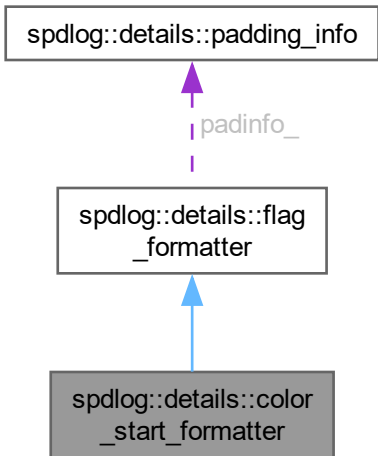 spdlog::details::padding_info
padinfo_
spdlog::details::flag
_formatter
spdlog::details::color
_start_formatter